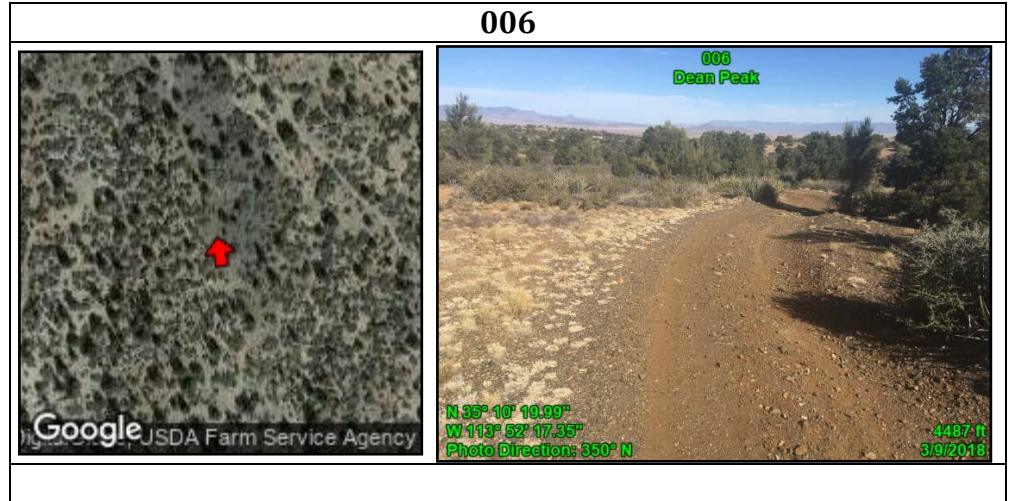 006
006
Dean Peak
N 35° 10' 19.99"
W 113° 52' 17.35"
Photo Direction: 350° N
4487 ft
3/9/2018
Google
USDA Farm Service Agency